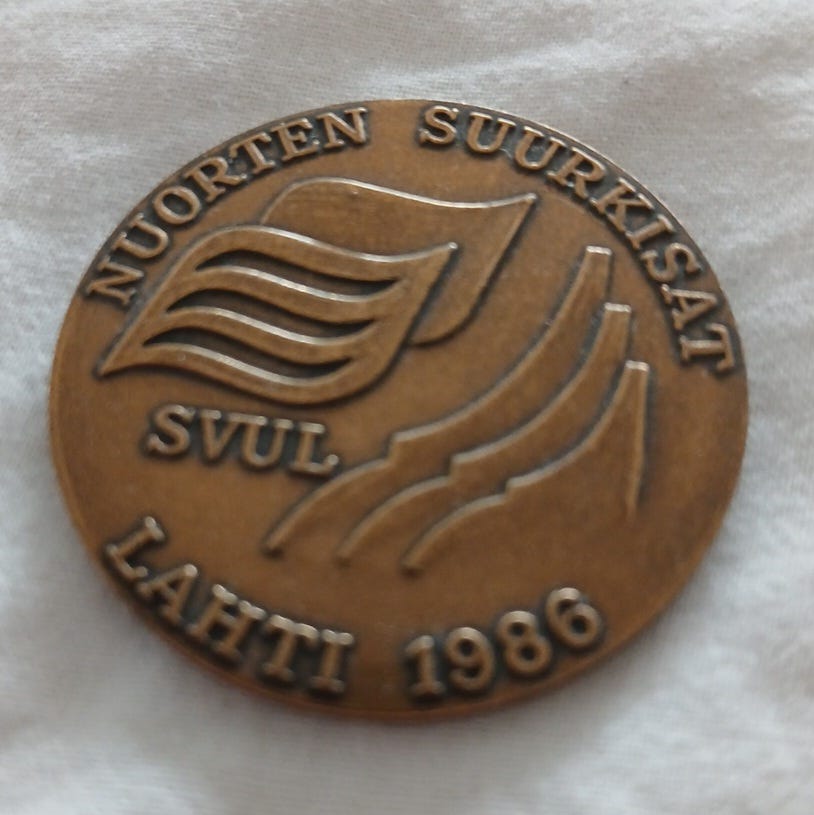 NUORTEN SUURKISAT
SVUL
LAHTI 1986